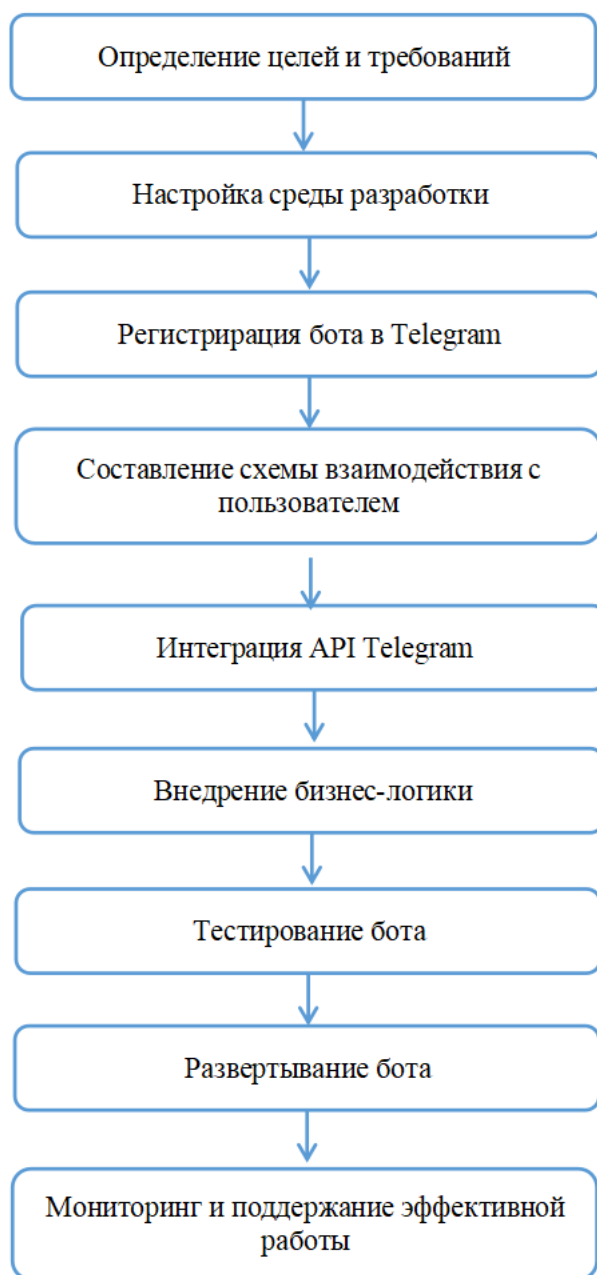 Определение целей и требований
Настройка среды разработки
Регистрирация бота в Telegram
Составление схемы взаимодействия с
пользователем
Интеграция API Telegram
Внедрение бизнес-логики
Тестирование бота
Развертывание бота
Мониторинг и поддержание эффективной
работы